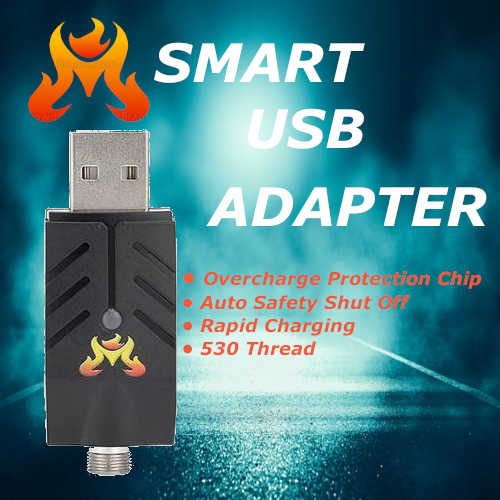 SMART
USB
ADAPTER
• Overcharge Protection Chip
• Auto Safety Shut Off
• Rapid Charging
• 530 Thread